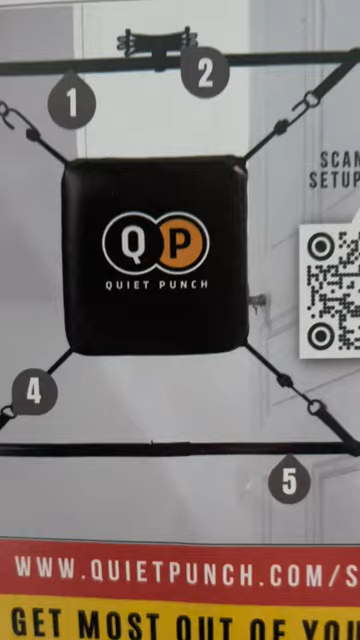 2
1
SCAN
SETUP
QP
QUIET PUNCH
4
5
WWW.QUIETPUNCH.COM/S
GET MOST OUT OF YOU